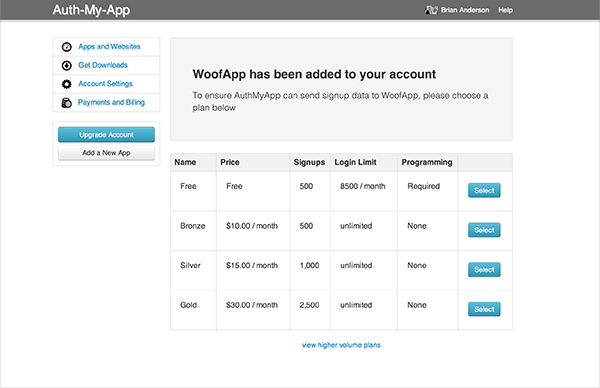 Auth-My-App
Brian Anderson Help
Apps and Websites
Get Downloads
Account Settings
Payments and Billing
Upgrade Account
Add a New App
WoofApp has been added to your account
To ensure AuthMyApp can send signup data to WoofApp, please choose a
plan below
Name Price Signups Login Limit Programming
Free Free 500 8500 / month Required Select
Bronze $10.00 / month 500 unlimited None Select
Silver $15.00 / month 1,000 unlimited None Select
Gold $30.00 / month 2,500 unlimited None Select
view higher volume plans